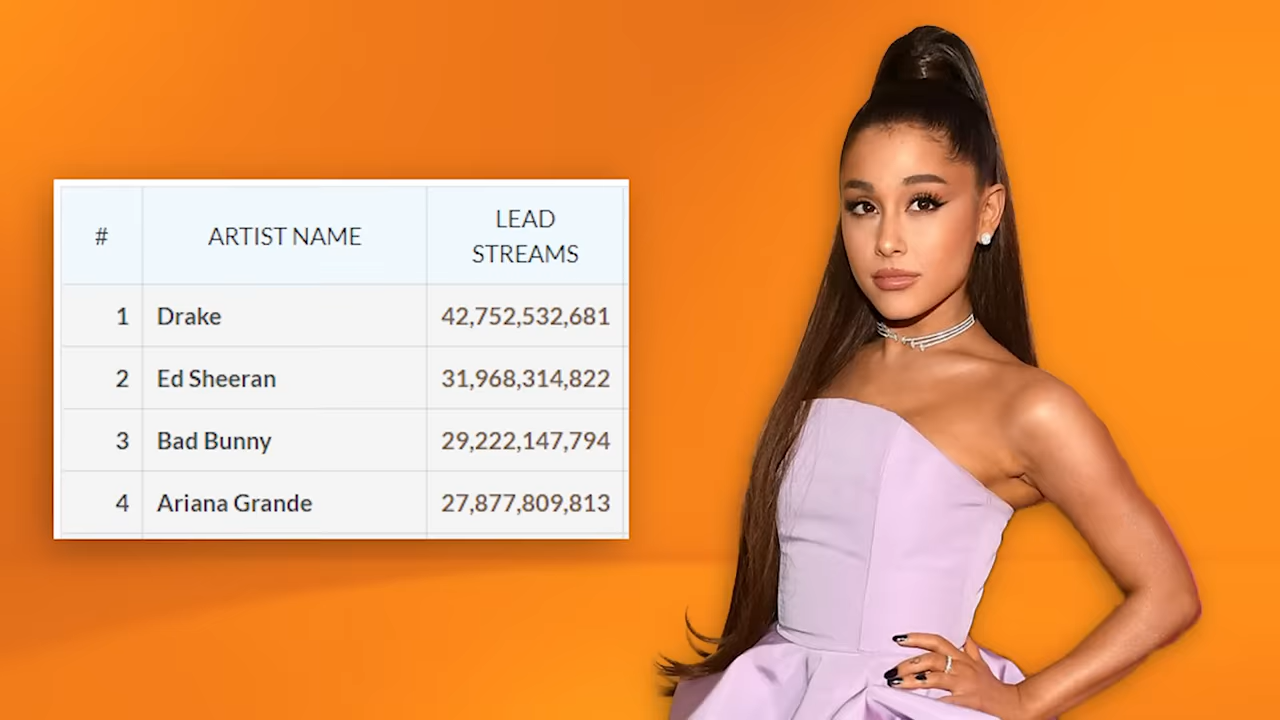 # ARTIST NAME LEAD
STREAMS
1 Drake 42,752,532,681
2 Ed Sheeran 31,968,314,822
3 Bad Bunny 29,222,147,794
4 Ariana Grande 27,877,809,813